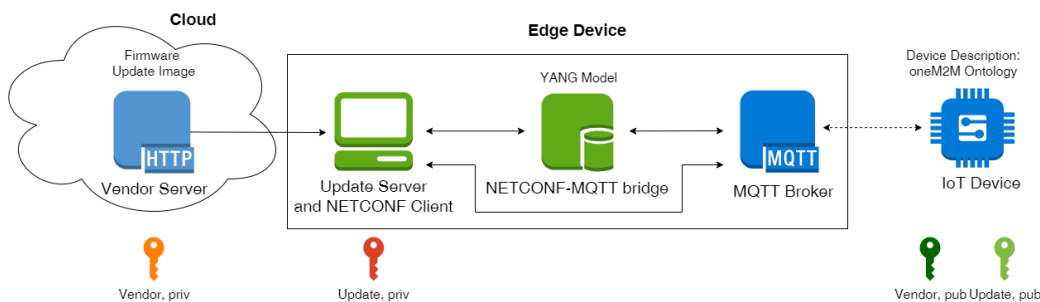 Cloud
Edge Device
Firmware
Update Image
YANG Model
Device Description:
oneM2M Ontology
HTTP
MQTT
Vendor Server
Update Server
and NETCONF Client
NETCONF-MQTT bridge
MQTT Broker
IoT Device
Vendor, priv
Update, priv
Vendor, pub
Update, pub